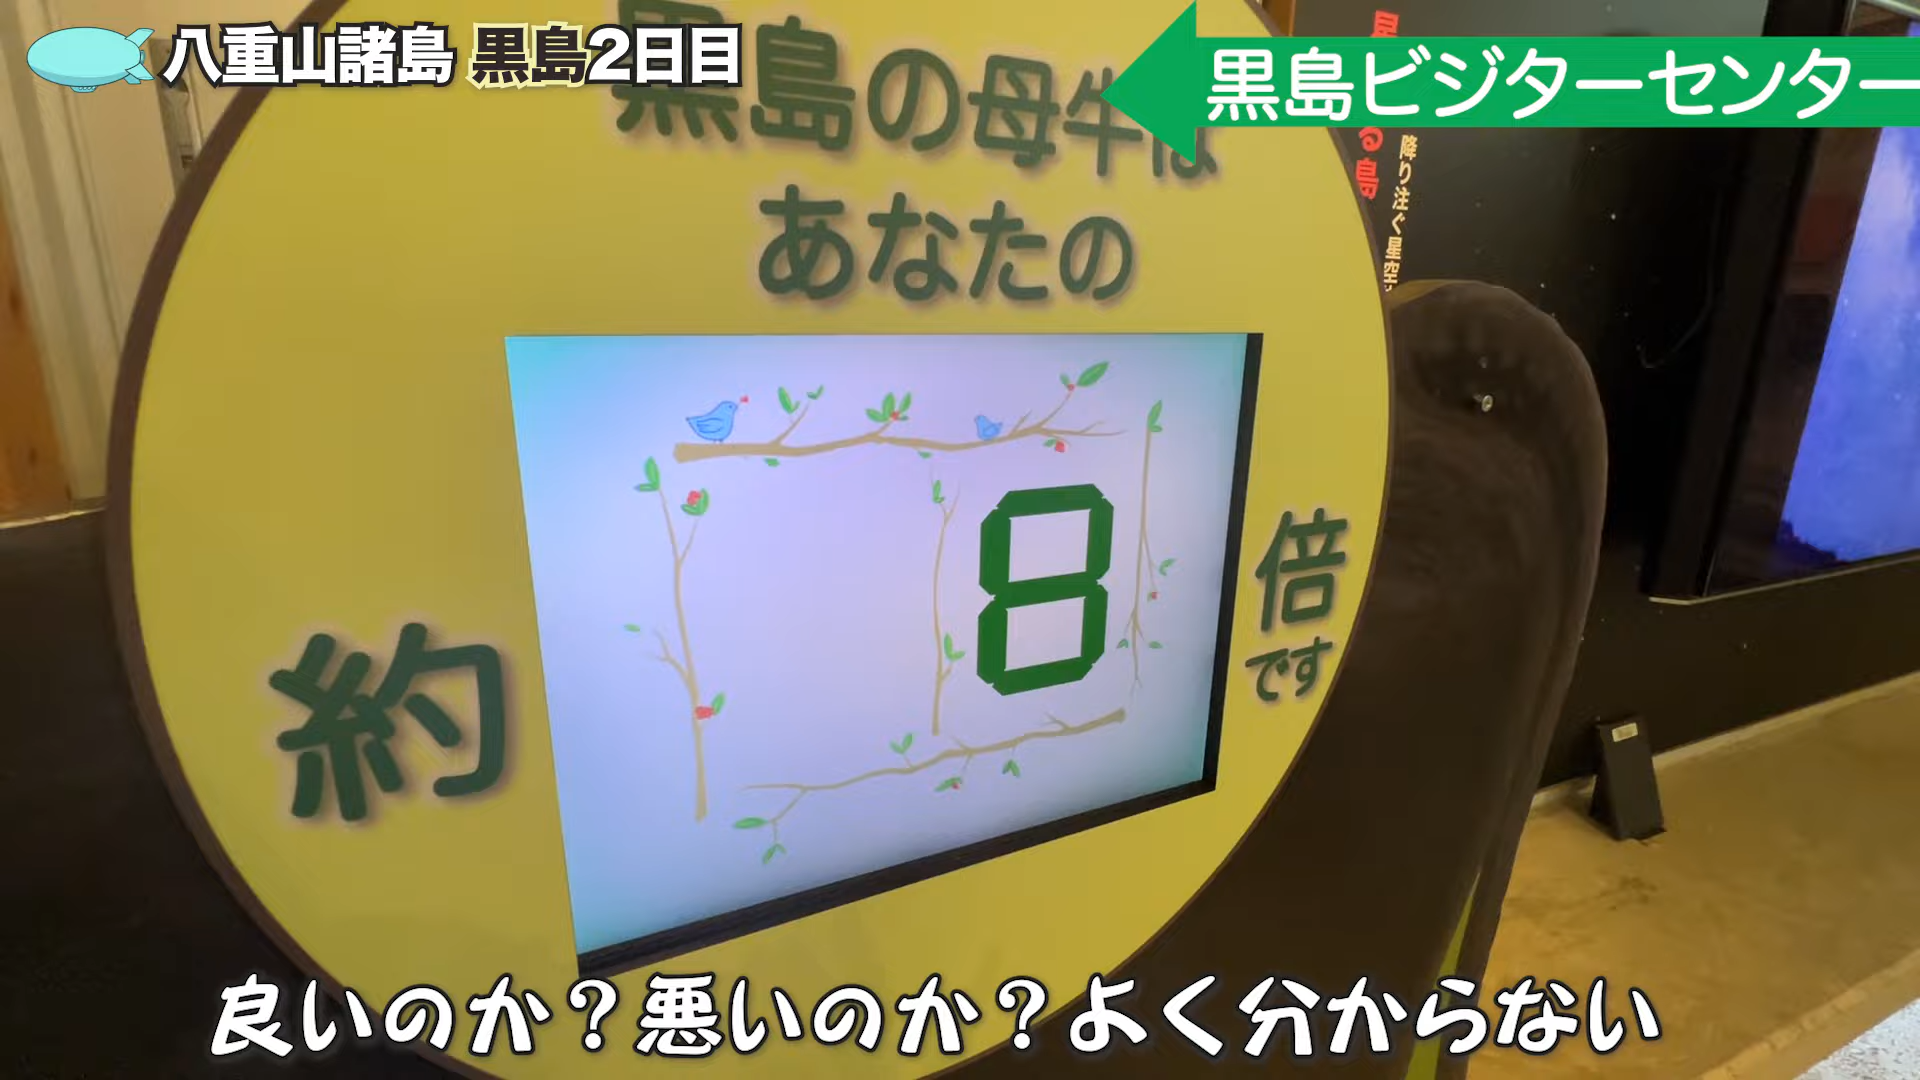 八重山諸島 黒島2日目
黒島ビジターセンター
黒島の母牛は
あなたの
約
8
倍
です
る島
降り注ぐ星空
良いのか?悪いのか?よく分からない